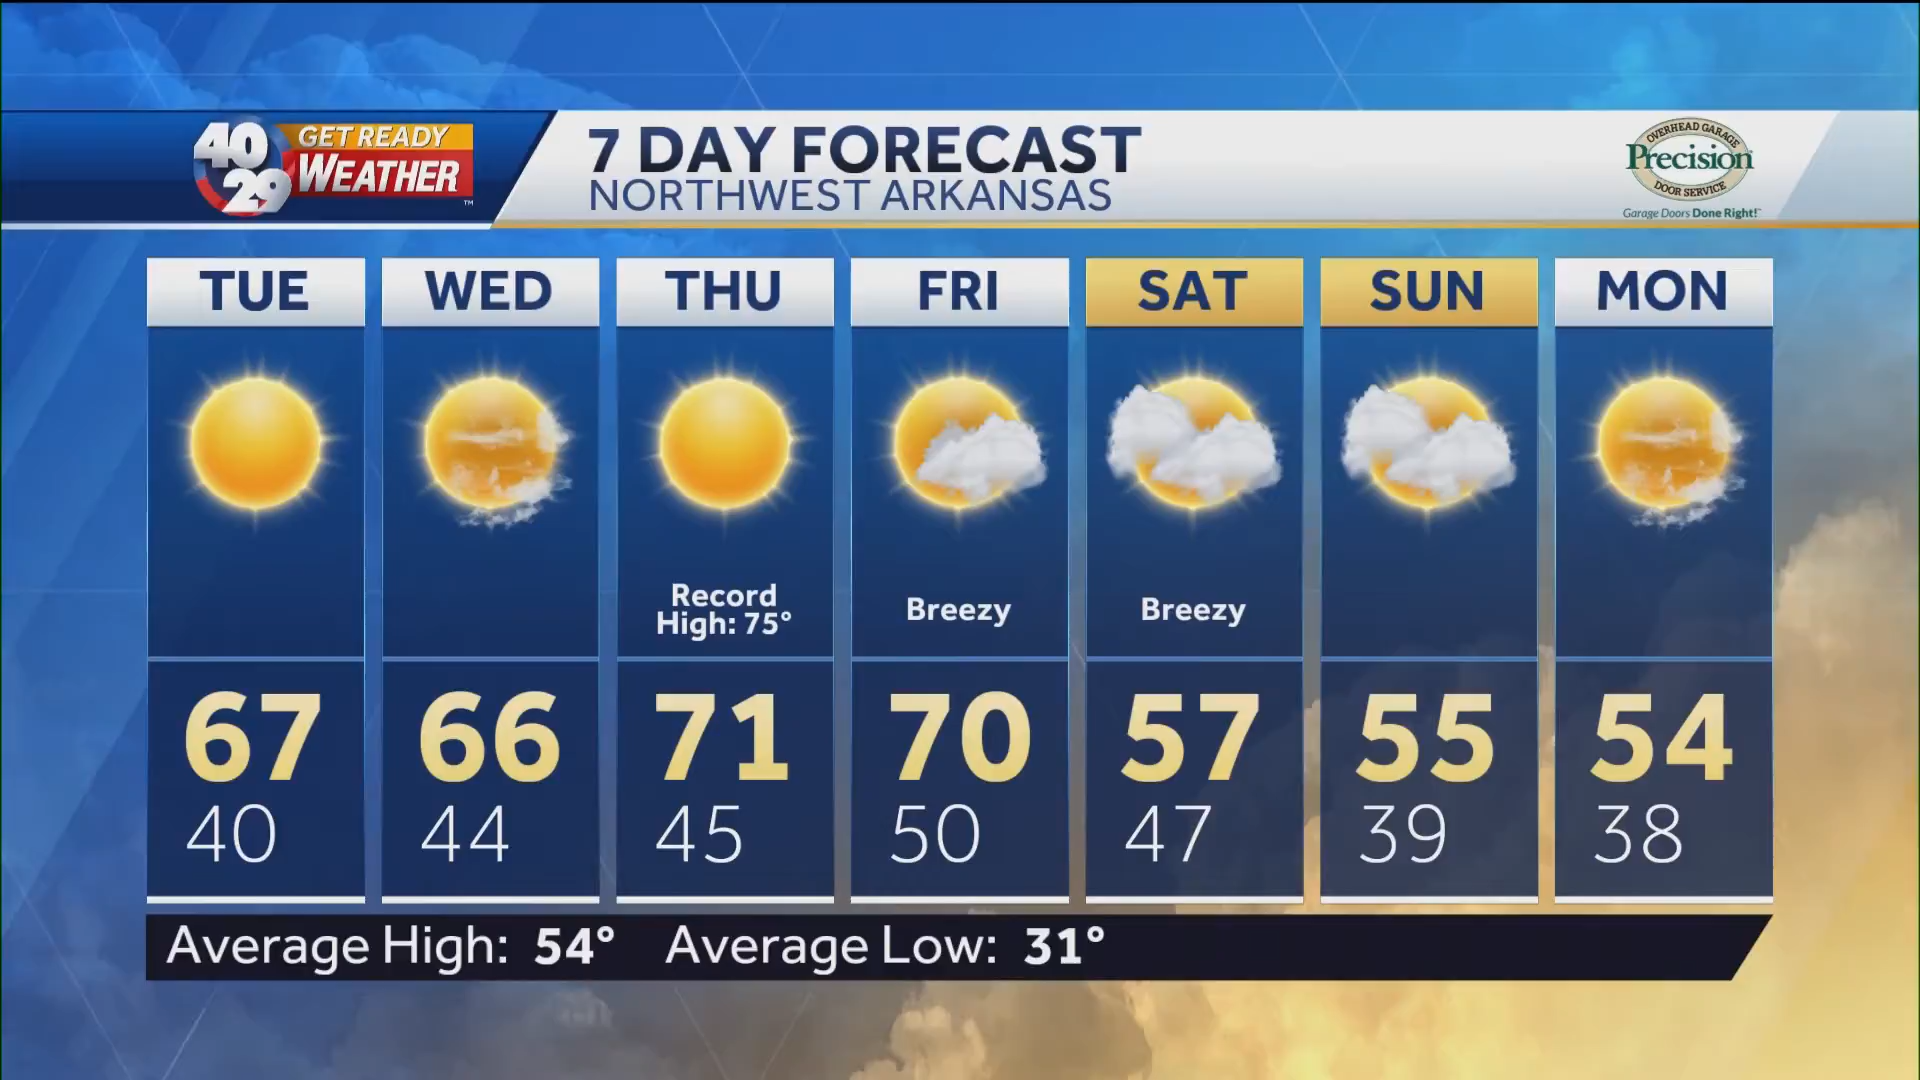 40
29
GET READY
WEATHER
™
7 DAY FORECAST
NORTHWEST ARKANSAS
OVERHEAD GARAGE
Precision
DOOR SERVICE
Garage Doors Done Right!
TUE
WED
THU
FRI
SAT
SUN
MON
Record
High: 75°
Breezy
Breezy
67
66
71
70
57
55
54
40
44
45
50
47
39
38
Average High: 54° Average Low: 31°